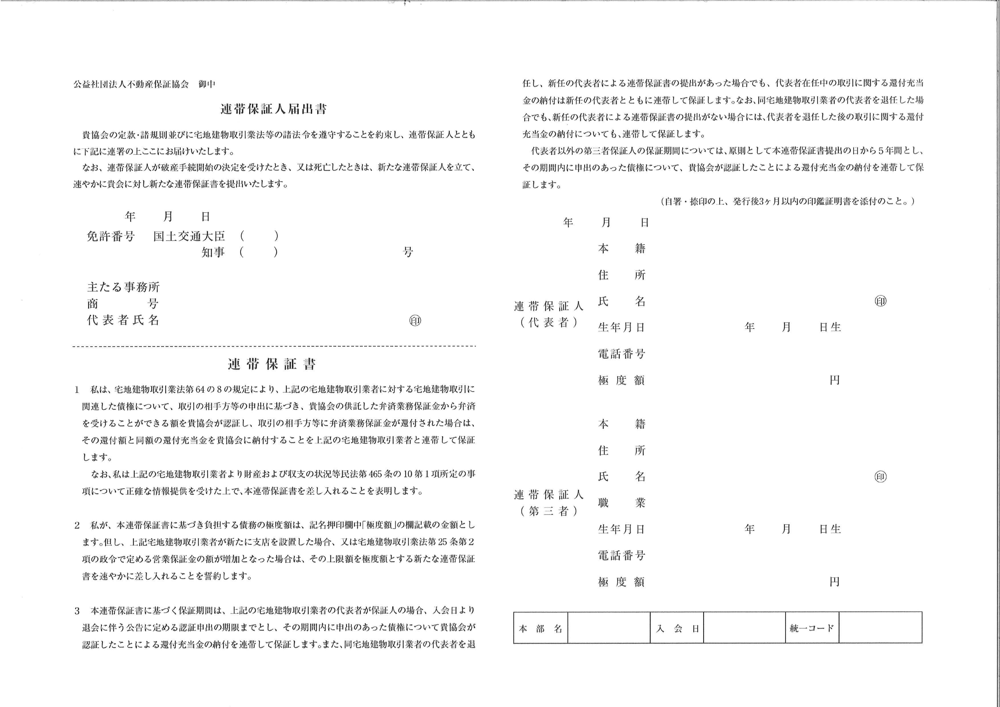 公益社団法人不動産保証協会　御中
連帯保証人届出書
貴協会の定款・諸規則並びに宅地建物取引業法等の諸法令を遵守することを約束し、連帯保証人ととも
に下記に連署の上ここにお届けいたします。
なお、連帯保証人が破産手続開始の決定を受けたとき、又は死亡したときは、新たな連帯保証人を立て、
速やかに貴会に対し新たな連帯保証書を提出いたします。
年　月　日
免許番号　国土交通大臣　（　　）
知事　（　　）　　　号
主たる事務所
商　　　号
代表者氏名　　　㊞
連帯保証書
1　私は、宅地建物取引業法第64の8の規定により、上記の宅地建物取引業者に対する宅地建物取引に
関連した債権について、取引の相手方等の申出に基づき、貴協会の供託した弁済業務保証金から弁済
を受けることができる額を貴協会が認証し、取引の相手方等に弁済業務保証金が還付された場合は、
その還付額と同額の還付充当金を貴協会に納付することを上記の宅地建物取引業者と連帯して保証
します。
なお、私は上記の宅地建物取引業者より財産および収支の状況等民法第465条の10第1項所定の事
項について正確な情報提供を受けた上で、本連帯保証書を差し入れることを表明します。
2　私が、本連帯保証書に基づき負担する債務の極度額は、記名押印欄中「極度額」の欄記載の金額とし
ます。但し、上記宅地建物取引業者が新たに支店を設置した場合、又は宅地建物取引業法第25条第2
項の政令で定める営業保証金の額が増加となった場合は、その上限額を極度額とする新たな連帯保証
書を速やかに差し入れることを誓約します。
3　本連帯保証書に基づく保証期間は、上記の宅地建物取引業者の代表者が保証人の場合、入会日より
退会に伴う公告に定める認証申出の期限までとし、その期間内に申出のあった債権について貴協会が
認証したことによる還付充当金の納付を連帯して保証します。また、同宅地建物取引業者の代表者を退
任し、新任の代表者による連帯保証書の提出があった場合でも、代表者在任中の取引に関する還付充当
金の納付は新任の代表者とともに連帯して保証します。なお、同宅地建物取引業者の代表者を退任した場
合でも、新任の代表者による連帯保証書の提出がない場合には、代表者を退任した後の取引に関する還付
充当金の納付についても、連帯して保証します。
代表者以外の第三者保証人の保証期間については、原則として本連帯保証書提出の日から5年間とし、
その期間内に申出のあった債権について、貴協会が認証したことによる還付充当金の納付を連帯して保
証します。
（自署・捺印の上、発行後3ヶ月以内の印鑑証明書を添付のこと。）
年　月　日
連帯保証人
（代表者）
本　籍
住　所
氏　名　　　㊞
生年月日　　　年　月　日生
電話番号
極度額　　　円
連帯保証人
（第三者）
本　籍
住　所
氏　名　　　㊞
職　業
生年月日　　　年　月　日生
電話番号
極度額　　　円
本部名　　　入会日　　　統一コード